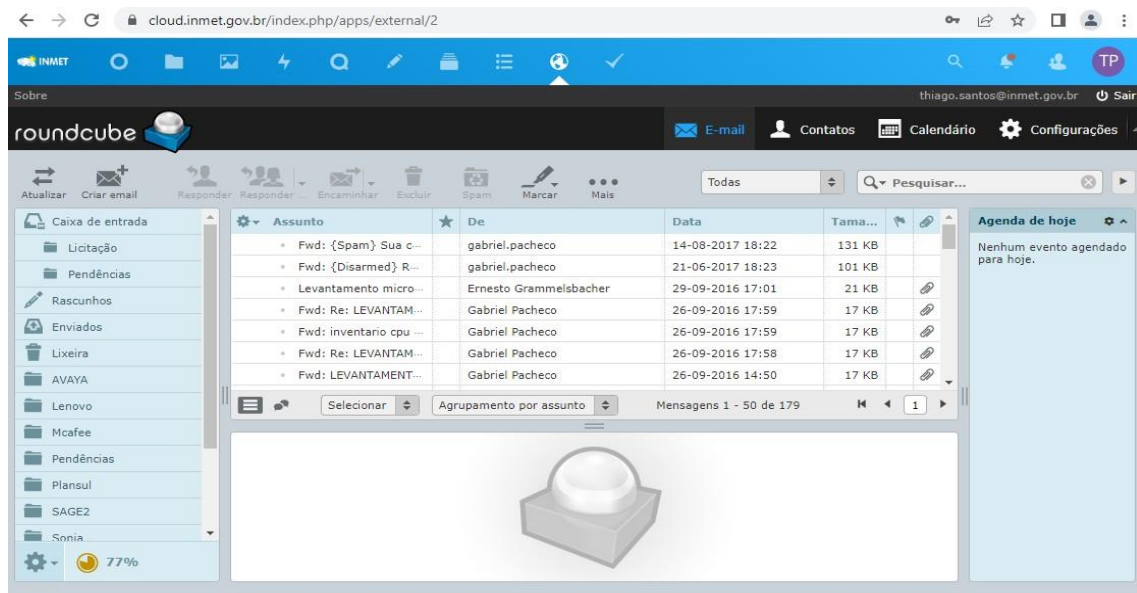 cloud.inmet.gov.br/index.php/apps/external/2
INMET
TP
Sobre
thiago.santos@inmet.gov.br Sair
roundcube
E-mail Contatos Calendário Configurações
Atualizar Criar email Responder Responder ... Encaminhar Excluir Spam Marcar Mais
Todas
Pesquisar...
Caixa de entrada
Licitação
Pendências
Rascunhos
Enviados
Lixeira
AVAYA
Lenovo
Mcafee
Pendências
Plansul
SAGE2
Sonia
77%
Assunto De Data Tama...
Fwd: {Spam} Sua c... gabriel.pacheco 14-08-2017 18:22 131 KB
Fwd: {Disarmed} R... gabriel.pacheco 21-06-2017 18:23 101 KB
Levantamento micro... Ernesto Grammelsbacher 29-09-2016 17:01 21 KB
Fwd: Re: LEVANTAM... Gabriel Pacheco 26-09-2016 17:59 17 KB
Fwd: inventario cpu ... Gabriel Pacheco 26-09-2016 17:59 17 KB
Fwd: Re: LEVANTAM... Gabriel Pacheco 26-09-2016 17:58 17 KB
Fwd: LEVANTAMENT... Gabriel Pacheco 26-09-2016 14:50 17 KB
Selecionar Agrupamento por assunto Mensagens 1 - 50 de 179 1
Agenda de hoje
Nenhum evento agendado
para hoje.